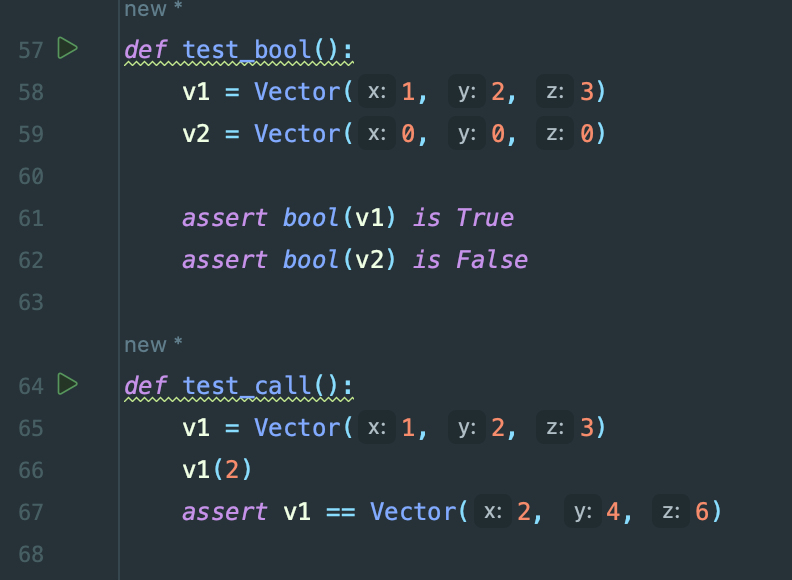 new *
57 def test_bool():
58 v1 = Vector( x: 1, y: 2, z: 3)
59 v2 = Vector( x: 0, y: 0, z: 0)
60
61 assert bool(v1) is True
62 assert bool(v2) is False
63
new *
64 def test_call():
65 v1 = Vector( x: 1, y: 2, z: 3)
66 v1(2)
67 assert v1 == Vector( x: 2, y: 4, z: 6)
68